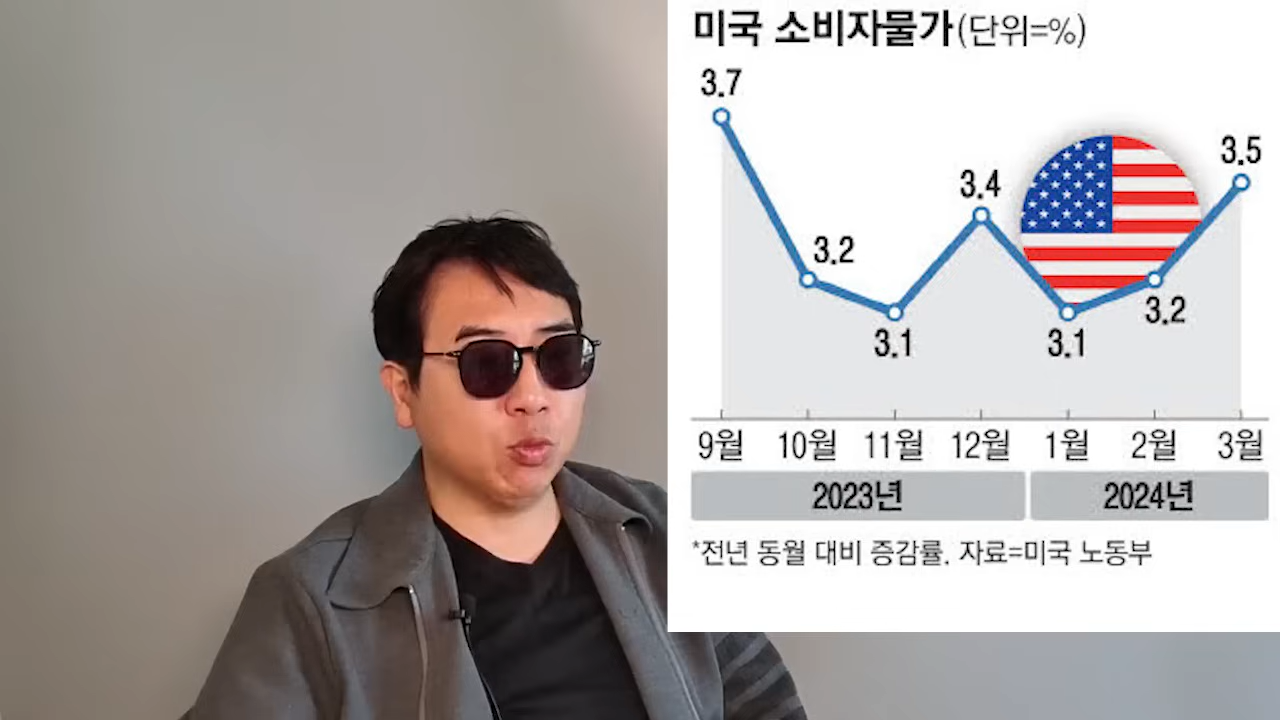 미국 소비자물가(단위=%)
3.7
3.2
3.1
3.4
3.1
3.2
3.5
9월 10월 11월 12월 1월 2월 3월
2023년 2024년
*전년 동월 대비 증감률. 자료=미국 노동부